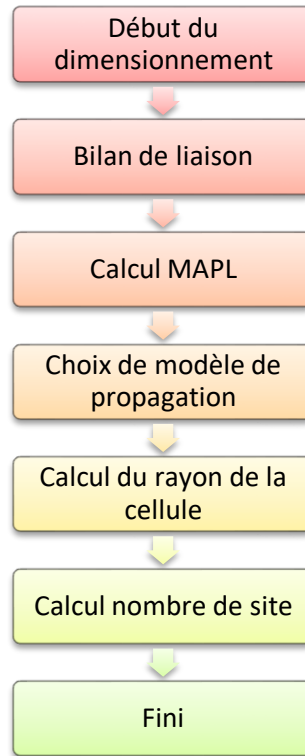 Début du
dimensionnement
Bilan de liaison
Calcul MAPL
Choix de modèle de
propagation
Calcul du rayon de la
cellule
Calcul nombre de site
Fini